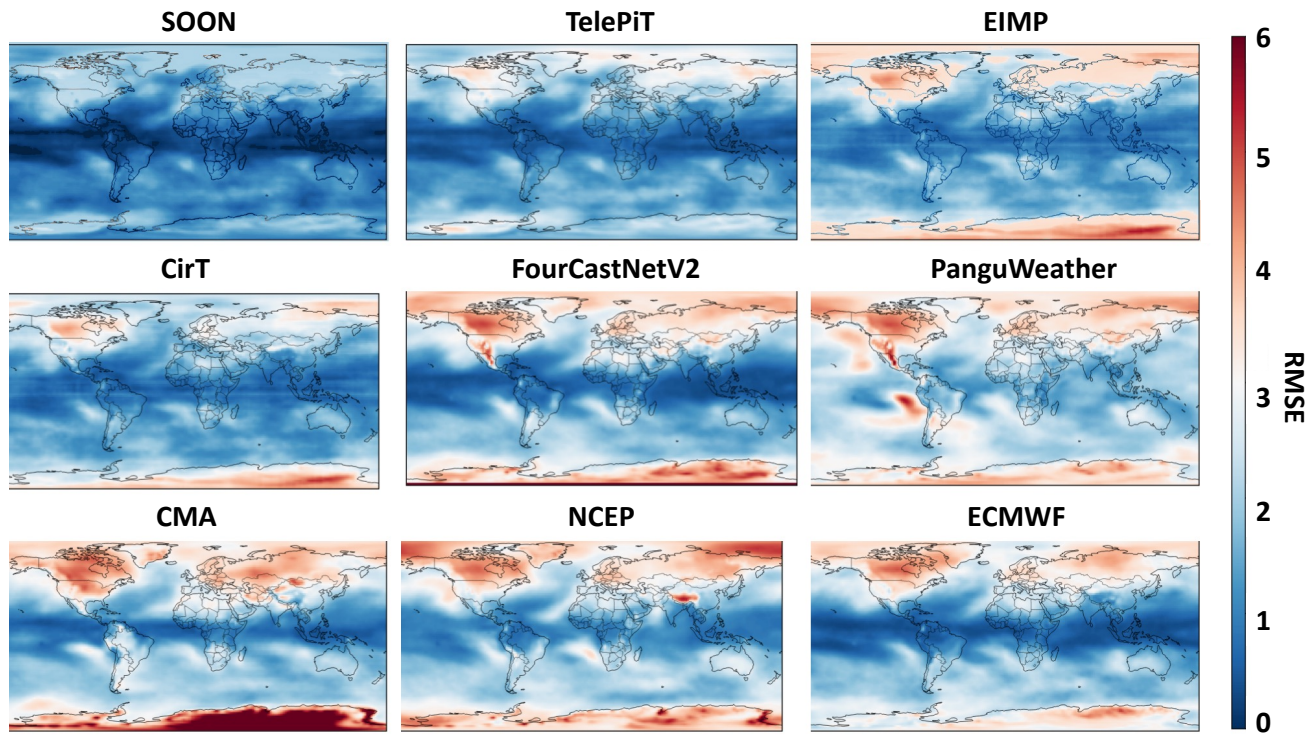 SOON
TelePiT
EIMP
CirT
FourCastNetV2
PanguWeather
CMA
NCEP
ECMWF
6
5
4
3
2
1
0
RMSE